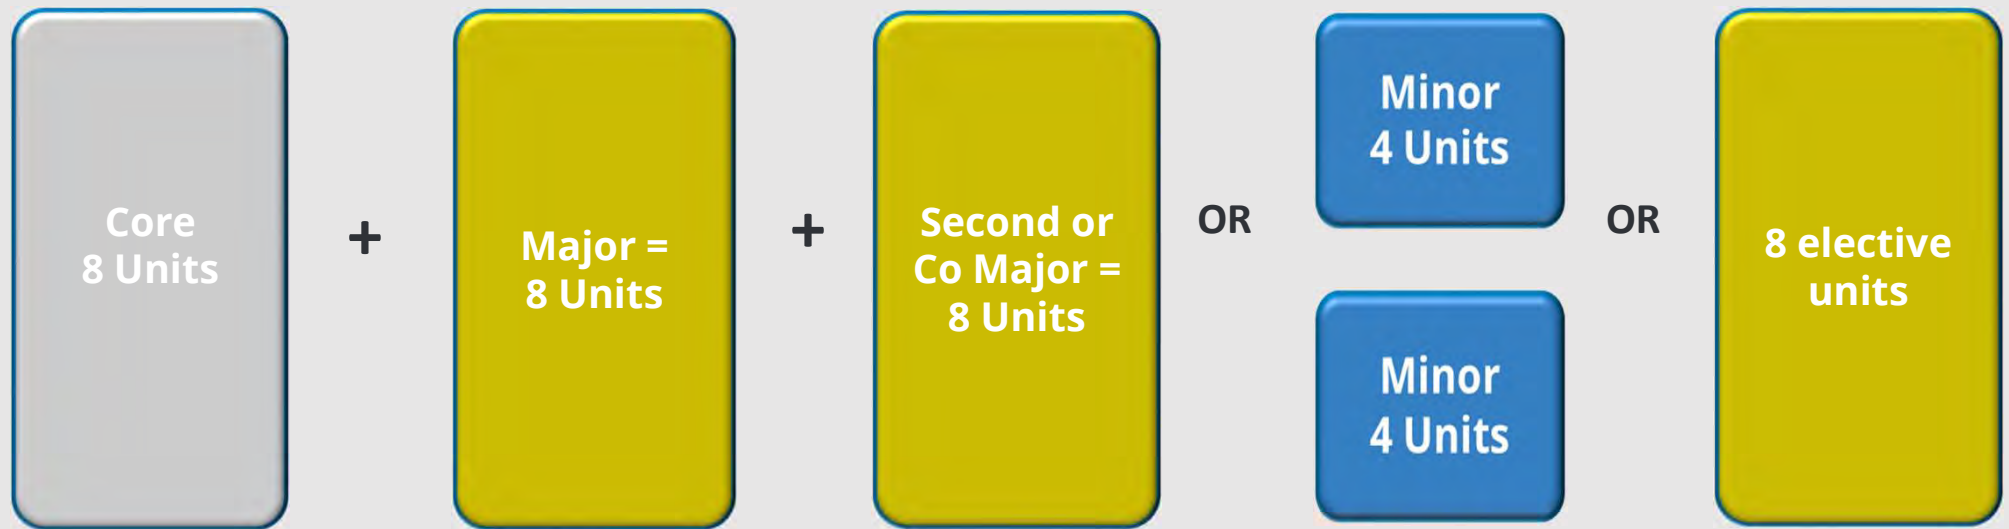 Core
8 Units
+
Major =
8 Units
+
Second or
Co Major =
8 Units
OR
Minor
4 Units
Minor
4 Units
OR
8 elective
units